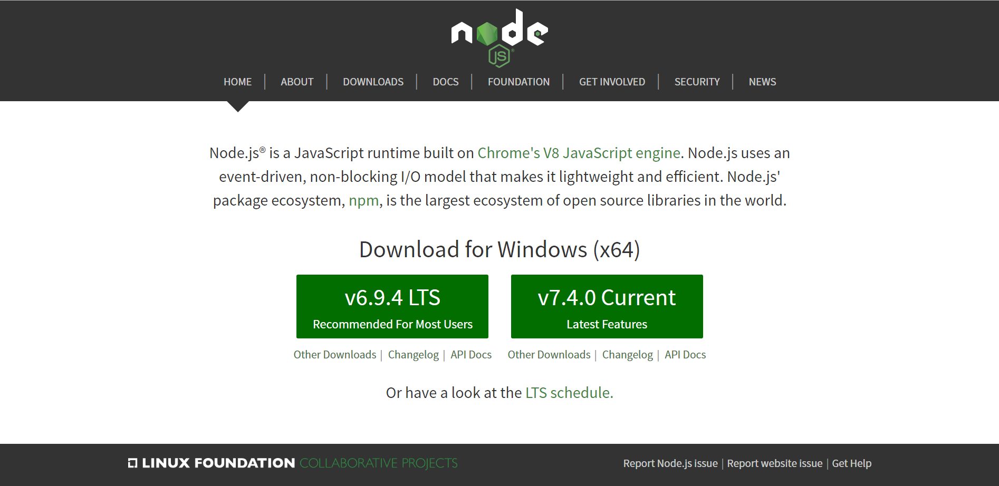 node
JS®
HOME | ABOUT | DOWNLOADS | DOCS | FOUNDATION | GET INVOLVED | SECURITY | NEWS
Node.js® is a JavaScript runtime built on Chrome's V8 JavaScript engine. Node.js uses an
event-driven, non-blocking I/O model that makes it lightweight and efficient. Node.js'
package ecosystem, npm, is the largest ecosystem of open source libraries in the world.
Download for Windows (x64)
v6.9.4 LTS
Recommended For Most Users
Other Downloads | Changelog | API Docs
v7.4.0 Current
Latest Features
Other Downloads | Changelog | API Docs
Or have a look at the LTS schedule.
LINUX FOUNDATION COLLABORATIVE PROJECTS
Report Node.js issue | Report website issue | Get Help